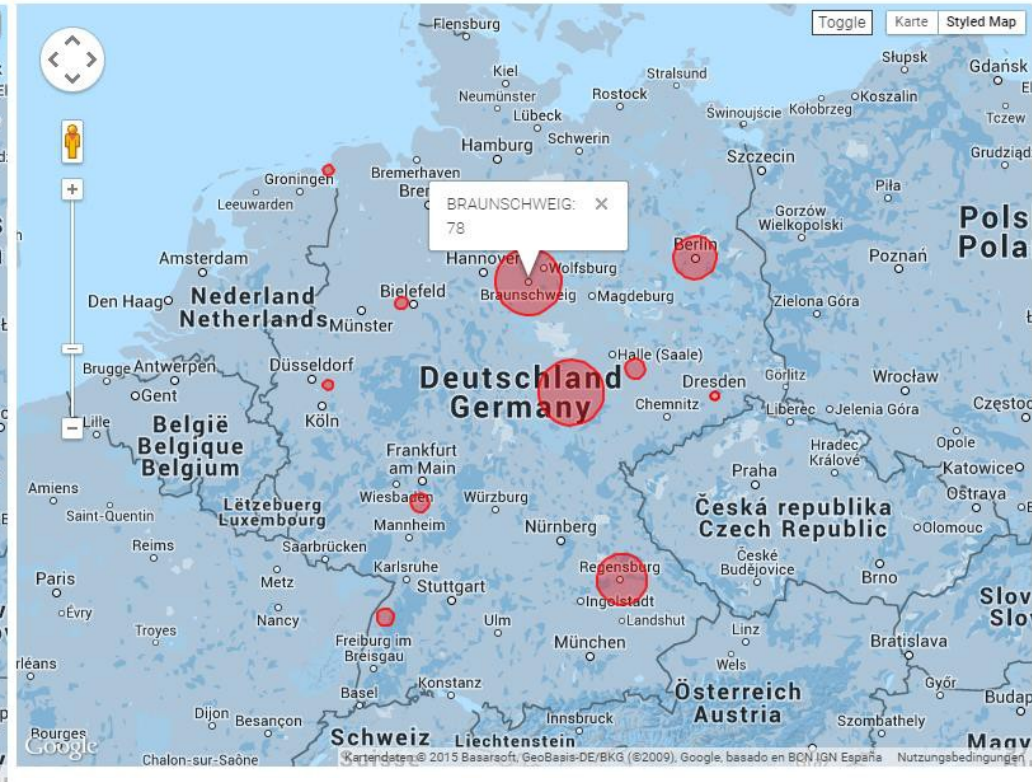 Flensburg
Toggle
Karte
Styled Map
Słupsk
Gdańsk
Kiel
Stralsund
Neumünster
Rostock
Koszalin
Lübeck
Świnoujście
Kołobrzeg
Tczew
Hamburg
Schwerin
Szczecin
Bremerhaven
Groningen
Piła
Leeuwarden
BRAUNSCHWEIG:
78
Gorzów
Wielkopolski
Pols
Pola
Amsterdam
Hannover
Berlin
Poznań
Wolfsburg
Den Haag
Nederland
Netherlands
Bielefeld
Braunschweig
Magdeburg
Zielona Góra
Münster
Brugge
Antwerpen
Düsseldorf
Halle (Saale)
Gent
Deutschland
Germany
Dresden
Görlitz
Wrocław
Chemnitz
Liberec
Jelenia Góra
Lille
Köln
België
Belgique
Belgium
Frankfurt
am Main
Hradec
Králové
Opole
Praha
Katowice
Amiens
Wiesbaden
Würzburg
Ostrava
Saint-Quentin
Lëtzebuerg
Luxembourg
Mannheim
Nürnberg
Česká republika
Czech Republic
Olomouc
Reims
Saarbrücken
České
Budějovice
Paris
Metz
Karlsruhe
Regensburg
Brno
Stuttgart
Évry
Nancy
Ingolstadt
Landshut
Troyes
Ulm
Linz
Freiburg im
Breisgau
München
Bratislava
Wels
Basel
Konstanz
Győr
Österreich
Austria
Dijon
Besançon
Innsbruck
Szombathely
Bourges
Schweiz
Liechtenstein
Google
Chalon-sur-Saône
Kartendaten © 2015 Basarsoft, GeoBasis-DE/BKG (©2009), Google, basado en BCN IGN España
Nutzungsbedingungen